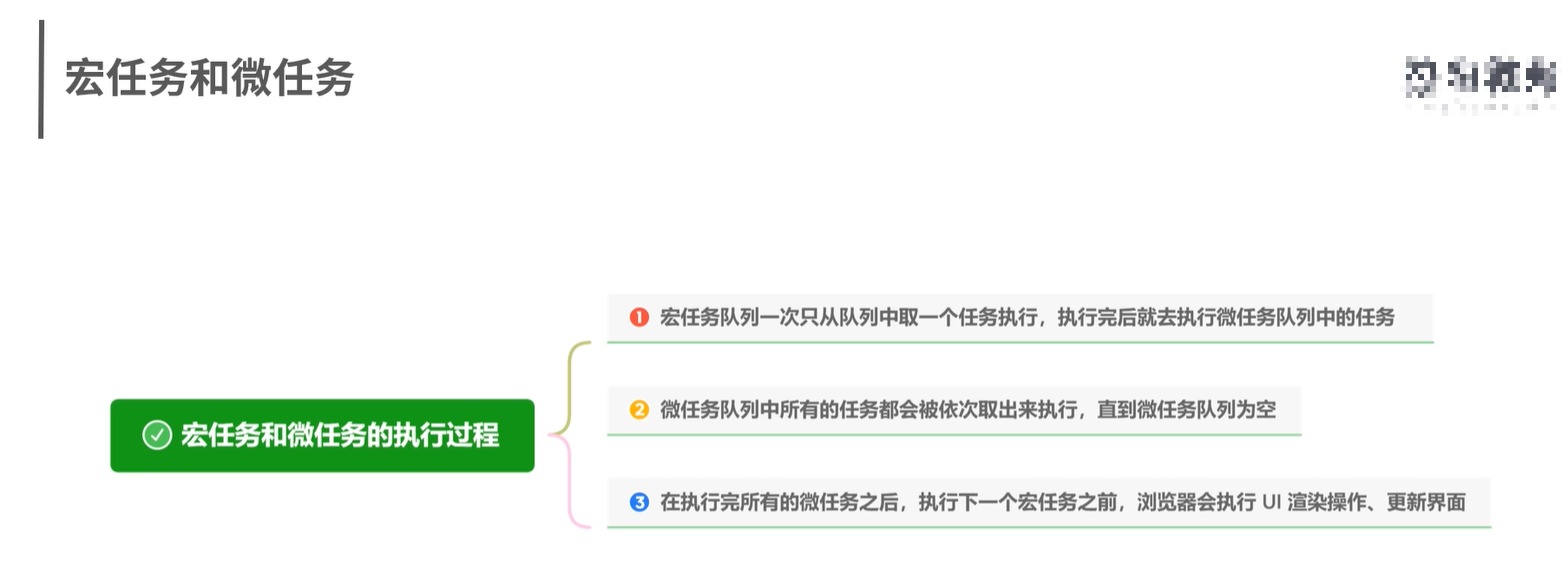 宏任务和微任务
宏任务和微任务的执行过程
1 宏任务队列一次只从队列中取一个任务执行，执行完后就去执行微任务队列中的任务
2 微任务队列中所有的任务都会被依次取出来执行，直到微任务队列为空
3 在执行完所有的微任务之后，执行下一个宏任务之前，浏览器会执行 UI 渲染操作、更新界面